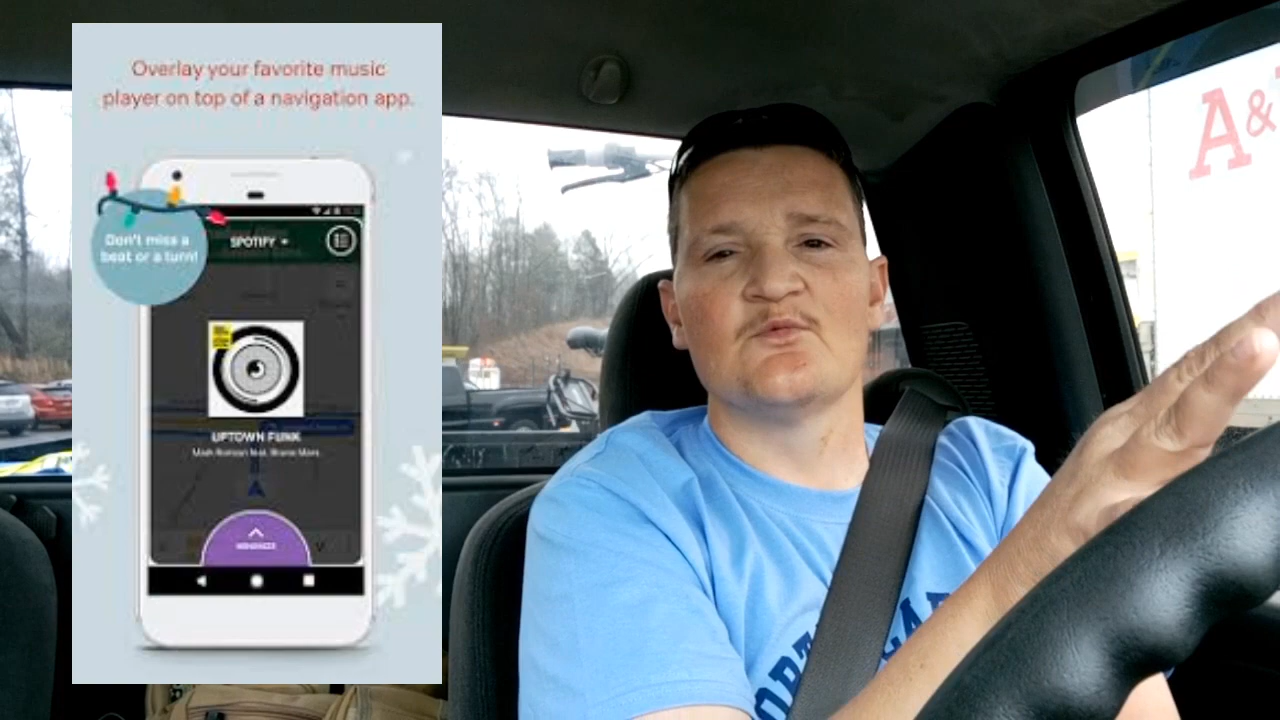 Overlay your favorite music
player on top of a navigation app.
Don't miss a
beat or a turn!
SPOTIFY
UPTOWN FUNK
Mark Ronson feat. Bruno Mars
MINIMIZE
A&